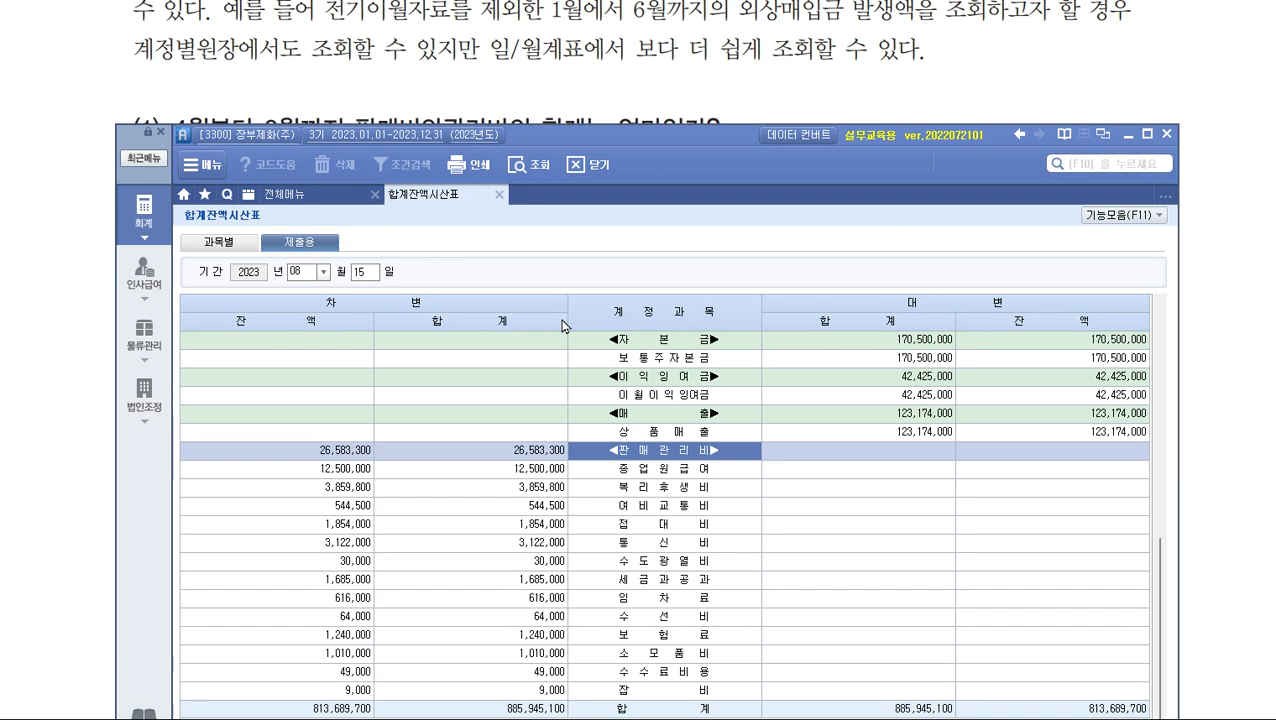 수 있다. 예를 들어 전기이월자료를 제외한 1월에서 6월까지의 외상매입금 발생액을 조회하고자 할 경우
계정별원장에서도 조회할 수 있지만 일/월계표에서 보다 더 쉽게 조회할 수 있다.
[3300] 장부제화(주) 3기 2023.01.01-2023.12.31 (2023년도) 데이터 컨버트 실무교육용 ver.2022072101
최근메뉴 메뉴 ? 코드도움 삭제 조건검색 인쇄 조회 닫기 [F10] 을 누르세요
전체메뉴 합계잔액시산표
합계잔액시산표 기능모음(F11)
회계
과목별 제출용
기 간 2023 년 08 월 15 일
인사급여
물류관리
법인조정
차 변 계 정 과 목 대 변
잔 액 합 계 합 계 잔 액
◀자 본 금▶ 170,500,000 170,500,000
보 통 주 자 본 금 170,500,000 170,500,000
◀이 익 잉 여 금▶ 42,425,000 42,425,000
이 월 이 익 잉여금 42,425,000 42,425,000
◀매 출▶ 123,174,000 123,174,000
상 품 매 출 123,174,000 123,174,000
26,583,300 26,583,300 ◀판 매 관 리 비▶
12,500,000 12,500,000 종 업 원 급 여
3,859,800 3,859,800 복 리 후 생 비
544,500 544,500 여 비 교 통 비
1,854,000 1,854,000 접 대 비
3,122,000 3,122,000 통 신 비
30,000 30,000 수 도 광 열 비
1,685,000 1,685,000 세 금 과 공 과
616,000 616,000 임 차 료
64,000 64,000 수 선 비
1,240,000 1,240,000 보 험 료
1,010,000 1,010,000 소 모 품 비
49,000 49,000 수 수 료 비 용
9,000 9,000 잡 비
813,689,700 885,945,100 합 계 885,945,100 813,689,700